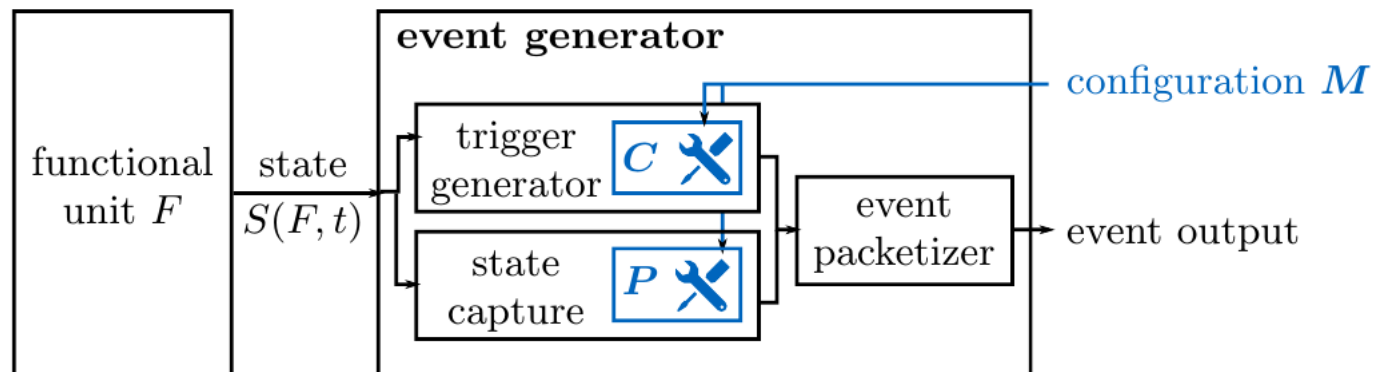 event generator
configuration M
functional
unit F
state
S(F, t)
trigger
generator
C
state
capture
P
event
packetizer
event output